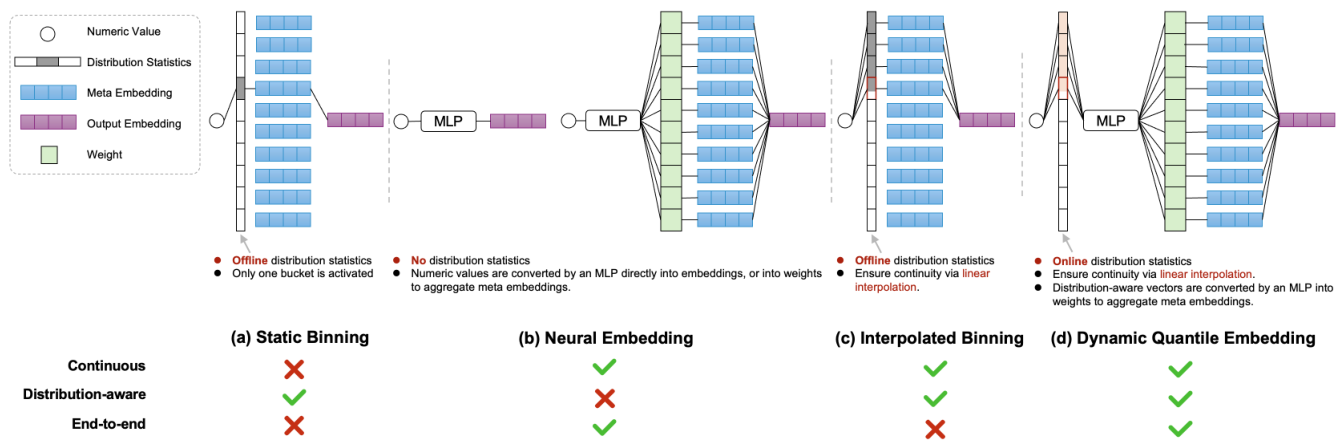 Numeric Value
Distribution Statistics
Meta Embedding
Output Embedding
Weight
MLP
MLP
MLP
● Offline distribution statistics
● Only one bucket is activated
● No distribution statistics
● Numeric values are converted by an MLP directly into embeddings, or into weights
to aggregate meta embeddings.
● Offline distribution statistics
● Ensure continuity via linear
interpolation.
● Online distribution statistics
● Ensure continuity via linear interpolation.
● Distribution-aware vectors are converted by an MLP into
weights to aggregate meta embeddings.
(a) Static Binning
(b) Neural Embedding
(c) Interpolated Binning
(d) Dynamic Quantile Embedding
Continuous
Distribution-aware
End-to-end